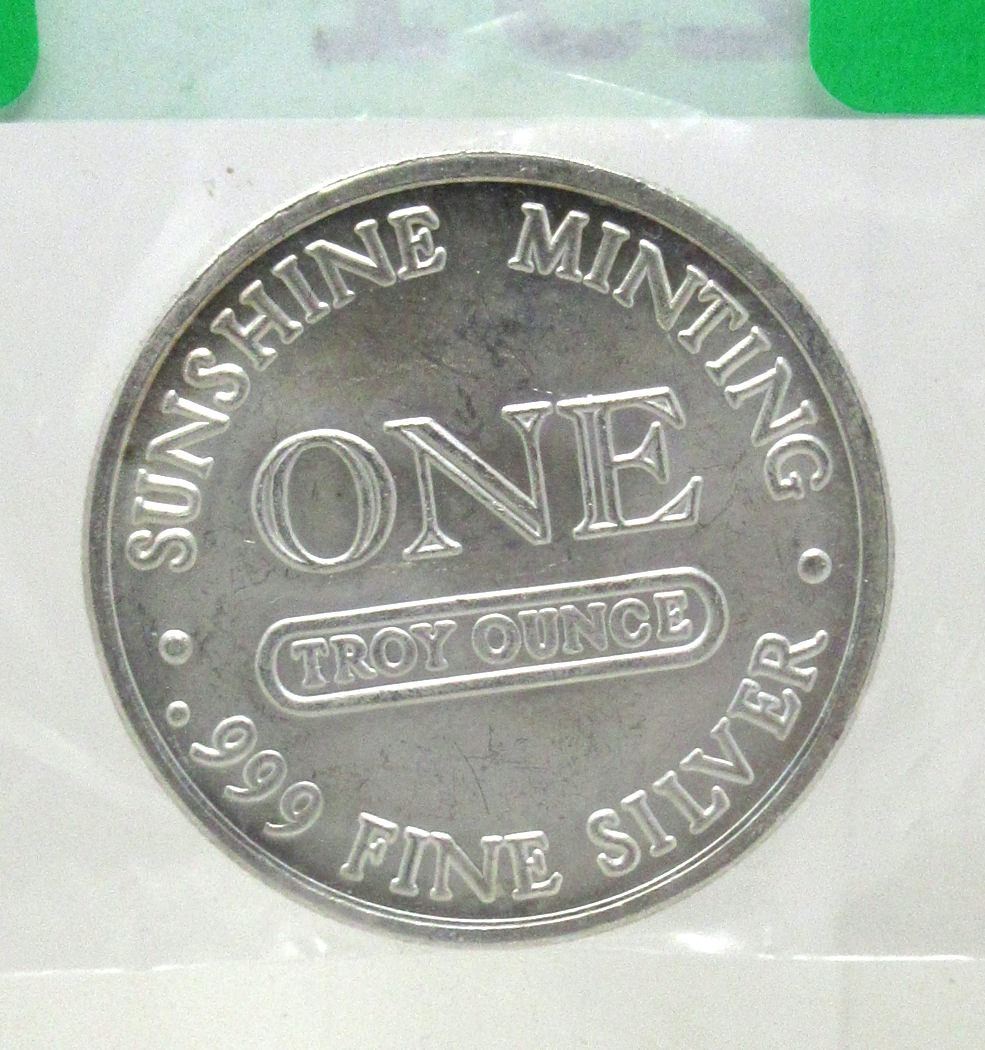 SUNSHINE MINTING
ONE
TROY OUNCE
.999 FINE SILVER